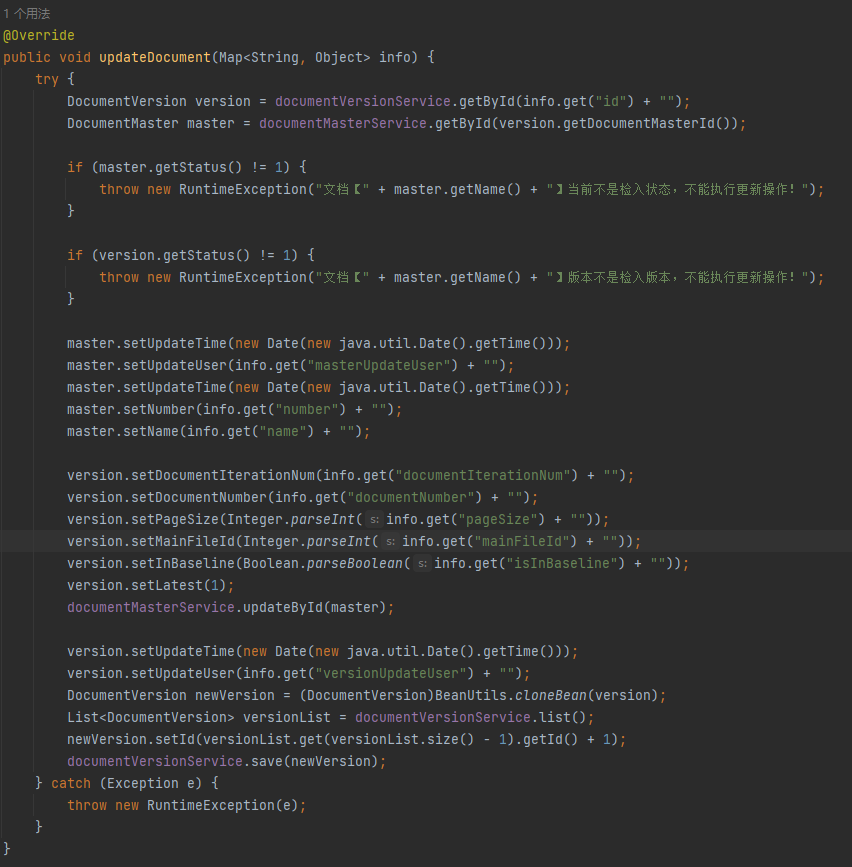 1 个用法
@Override
public void updateDocument(Map<String, Object> info) {
try {
DocumentVersion version = documentVersionService.getById(info.get("id") + "");
DocumentMaster master = documentMasterService.getById(version.getDocumentMasterId());
if (master.getStatus() != 1) {
throw new RuntimeException("文档【" + master.getName() + "】当前不是检入状态，不能执行更新操作！");
}
if (version.getStatus() != 1) {
throw new RuntimeException("文档【" + master.getName() + "】版本不是检入版本，不能执行更新操作！");
}
master.setUpdateTime(new Date(new java.util.Date().getTime()));
master.setUpdateUser(info.get("masterUpdateUser") + "");
master.setUpdateTime(new Date(new java.util.Date().getTime()));
master.setNumber(info.get("number") + "");
master.setName(info.get("name") + "");
version.setDocumentIterationNum(info.get("documentIterationNum") + "");
version.setDocumentNumber(info.get("documentNumber") + "");
version.setPageSize(Integer.parseInt( s: info.get("pageSize") + ""));
version.setMainFileId(Integer.parseInt( s: info.get("mainFileId") + ""));
version.setInBaseline(Boolean.parseBoolean( s: info.get("isInBaseline") + ""));
version.setLatest(1);
documentMasterService.updateById(master);
version.setUpdateTime(new Date(new java.util.Date().getTime()));
version.setUpdateUser(info.get("versionUpdateUser") + "");
DocumentVersion newVersion = (DocumentVersion)BeanUtils.cloneBean(version);
List<DocumentVersion> versionList = documentVersionService.list();
newVersion.setId(versionList.get(versionList.size() - 1).getId() + 1);
documentVersionService.save(newVersion);
} catch (Exception e) {
throw new RuntimeException(e);
}
}